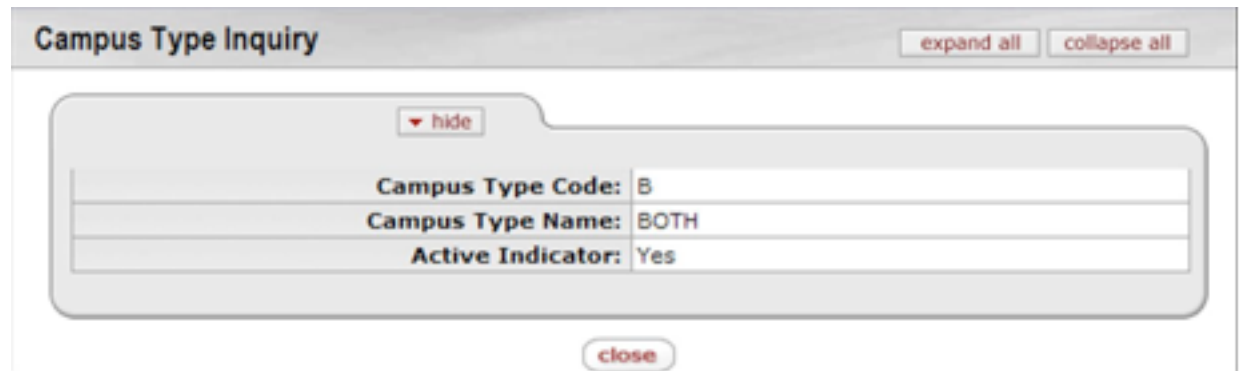 Campus Type Inquiry expand all collapse all
hide
Campus Type Code: B
Campus Type Name: BOTH
Active Indicator: Yes
close